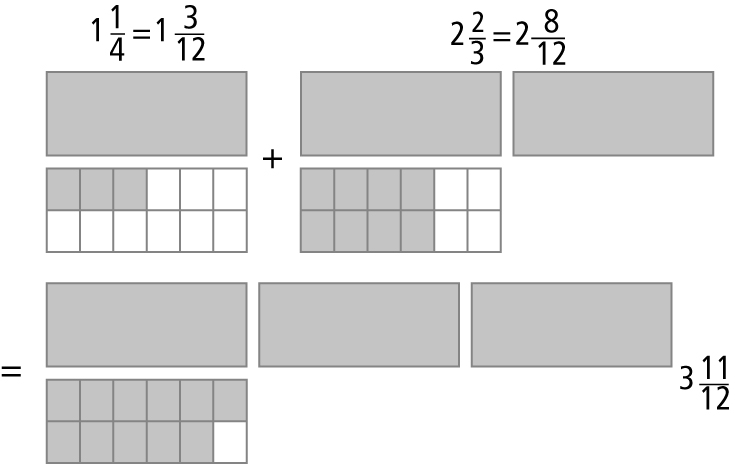 1 1/4 = 1 3/12
2 2/3 = 2 8/12
+
=
3 11/12